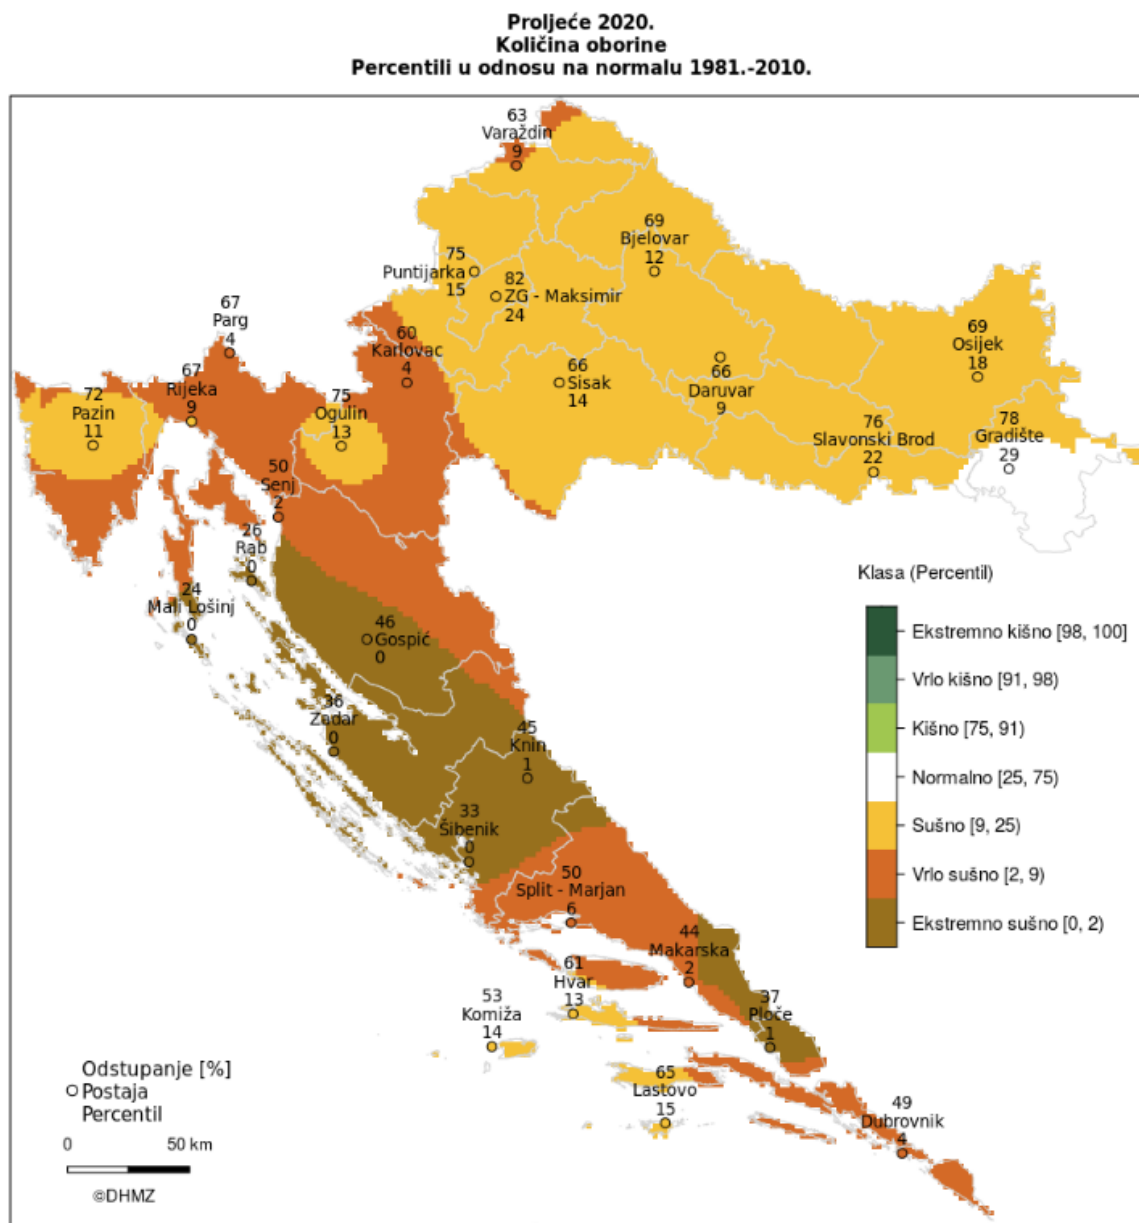 Proljeće 2020.
Količina oborine
Percentili u odnosu na normalu 1981.-2010.
63
Varaždin
9
69
Bjelovar
12
75
Puntijarka
15
82
ZG - Maksimir
24
67
Parg
4
60
Karlovac
4
69
Osijek
18
67
Rijeka
9
72
Pazin
11
75
Ogulin
13
66
Sisak
14
66
Daruvar
9
76
Slavonski Brod
22
78
Gradište
29
50
Senj
2
26
Rab
0
24
Mali Lošinj
0
46
Gospić
0
36
Zadar
0
45
Knin
1
33
Šibenik
0
50
Split - Marjan
6
44
Makarska
2
61
Hvar
13
53
Komiža
14
37
Ploče
1
65
Lastovo
15
49
Dubrovnik
4
Klasa (Percentil)
Ekstremno kišno [98, 100]
Vrlo kišno [91, 98)
Kišno [75, 91)
Normalno [25, 75)
Sušno [9, 25)
Vrlo sušno [2, 9)
Ekstremno sušno [0, 2)
Odstupanje [%]
Postaja
Percentil
0 50 km
©DHMZ